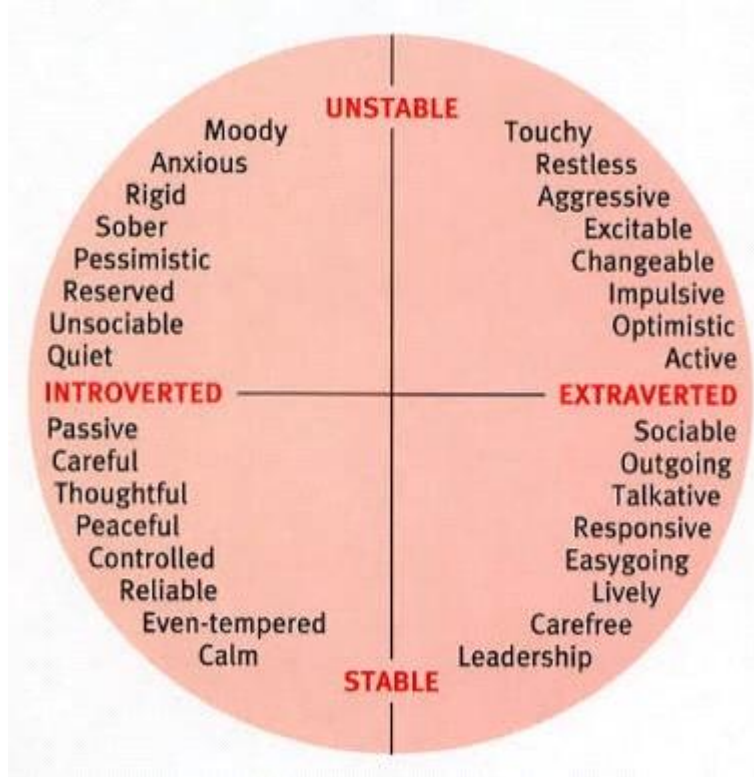 UNSTABLE
Moody
Anxious
Rigid
Sober
Pessimistic
Reserved
Unsociable
Quiet
Touchy
Restless
Aggressive
Excitable
Changeable
Impulsive
Optimistic
Active
INTROVERTED
EXTRAVERTED
Passive
Careful
Thoughtful
Peaceful
Controlled
Reliable
Even-tempered
Calm
Sociable
Outgoing
Talkative
Responsive
Easygoing
Lively
Carefree
Leadership
STABLE